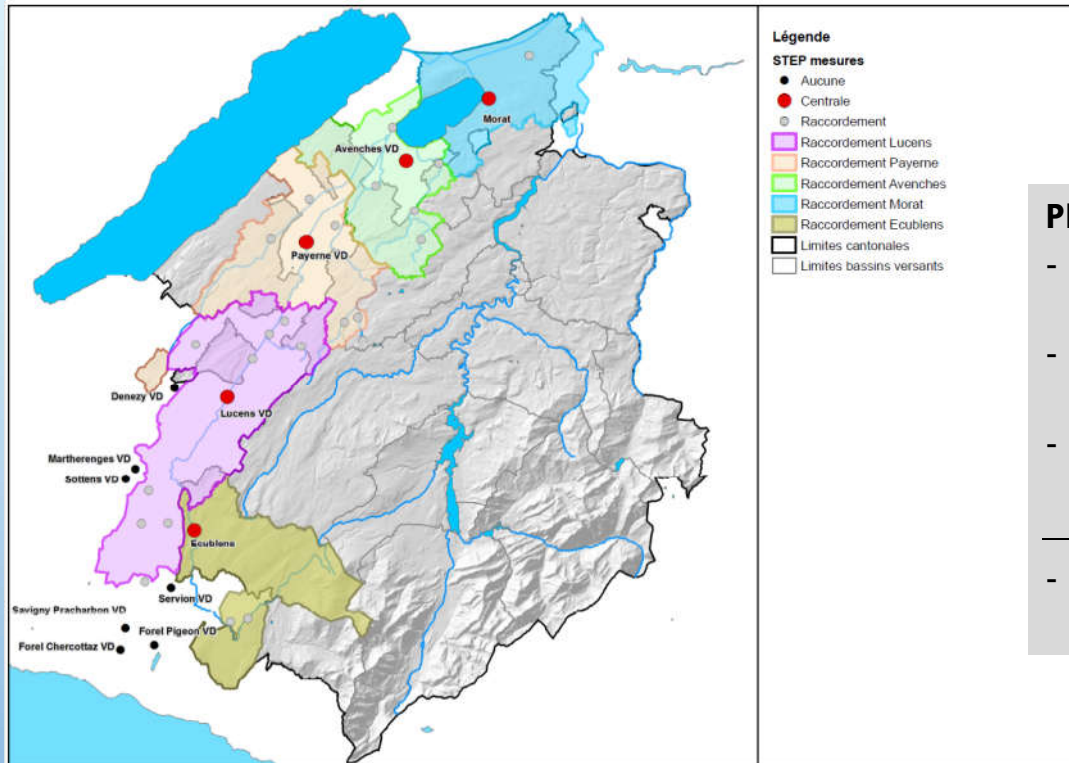 Légende
STEP mesures
Aucune
Centrale
Raccordement
Raccordement Lucens
Raccordement Payerne
Raccordement Avenches
Raccordement Morat
Raccordement Ecublens
Limites cantonales
Limites bassins versants
Morat
Avenches VD
Payerne VD
Denezy VD
Lucens VD
Martherenges VD
Sottens VD
Ecublens
Servion VD
Savigny Pracharbon VD
Forel Pigeon VD
Forel Chercottaz VD
-
-
-
-